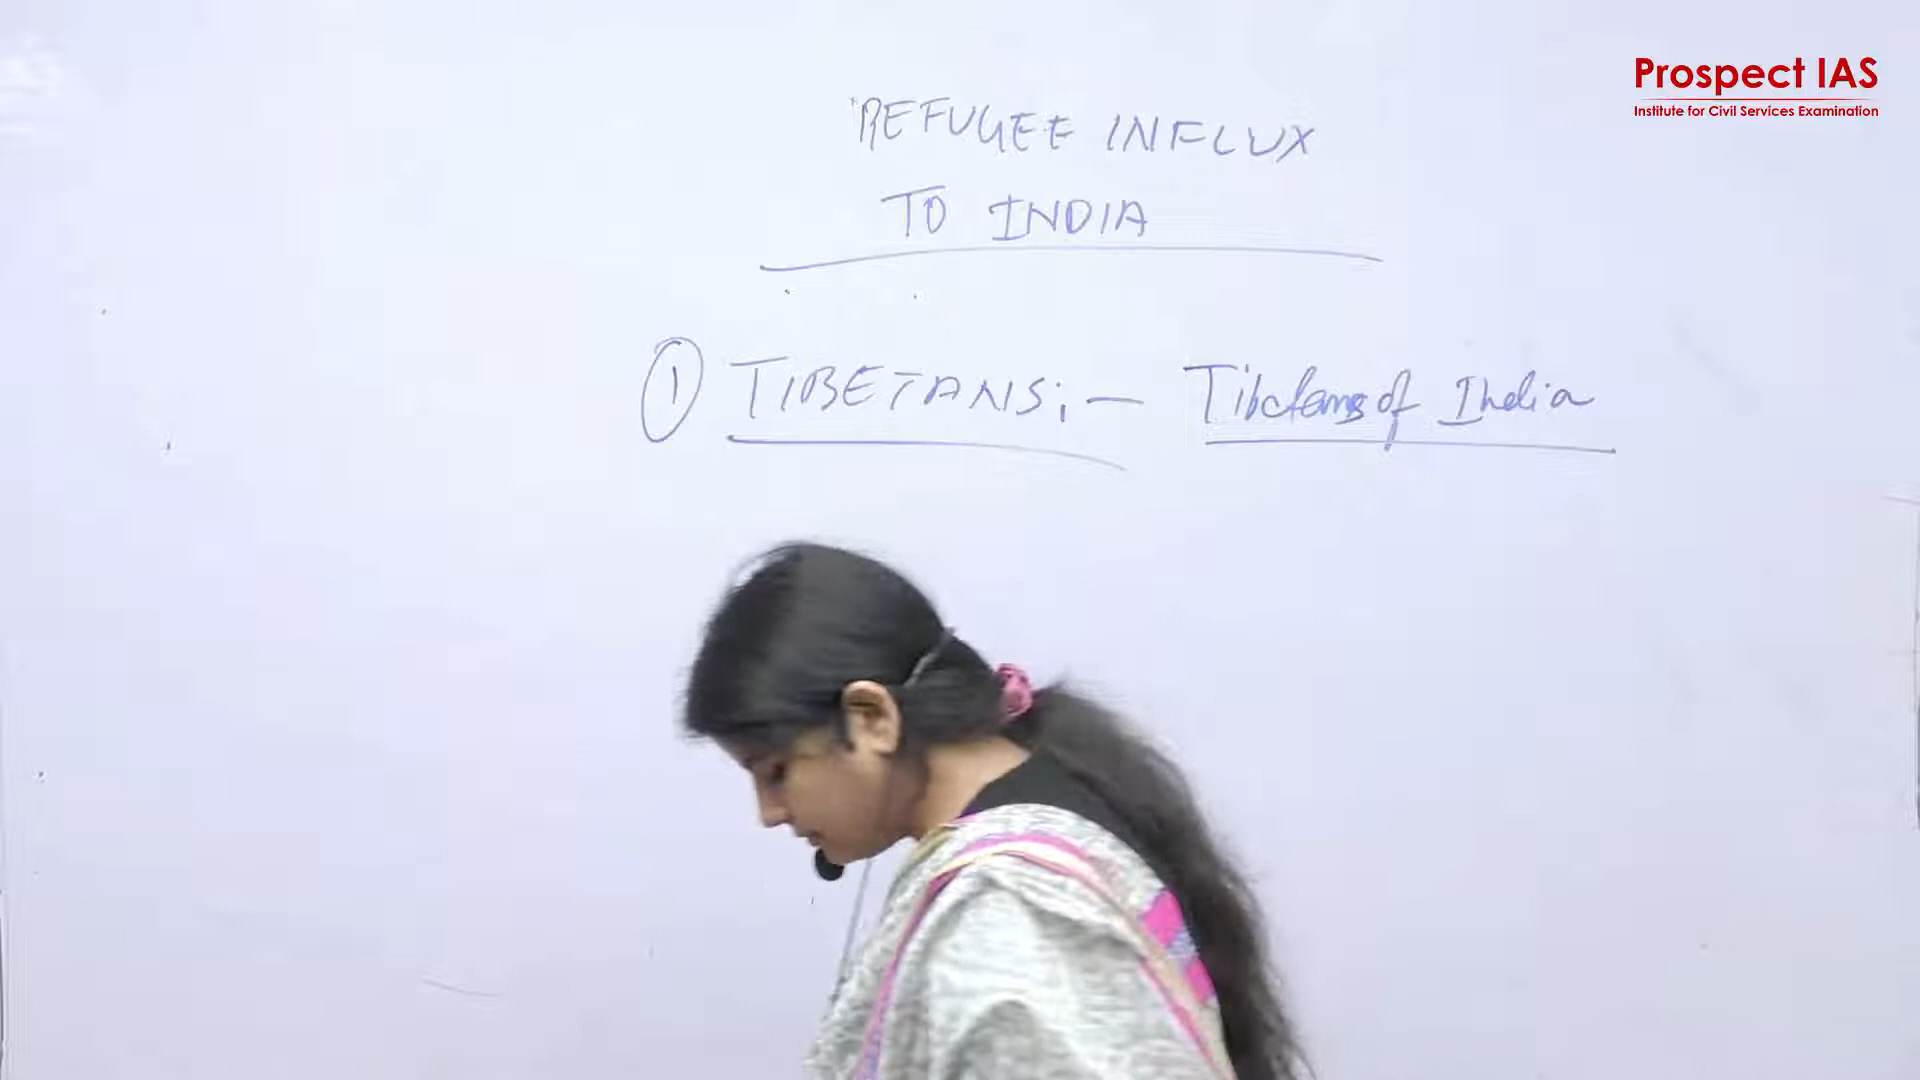 Prospect IAS
Institute for Civil Services Examination
REFUGEE INFLUX
TO INDIA
① TIBETANS :- Tibetans of India